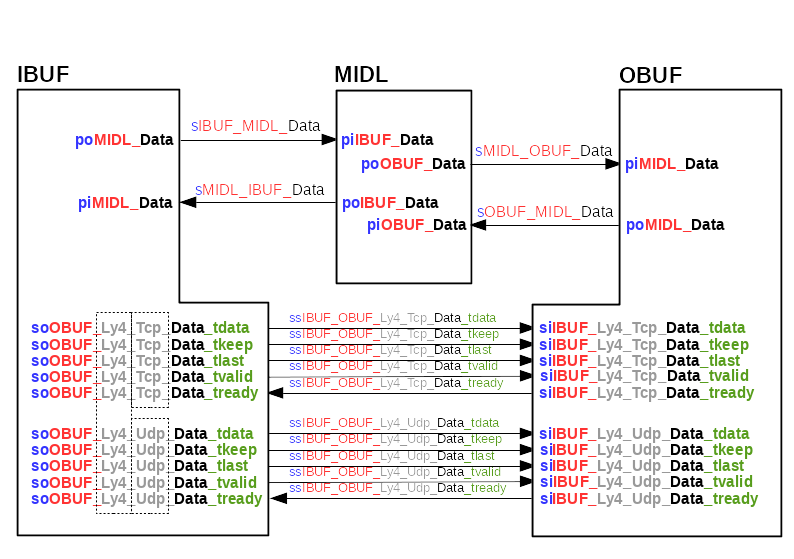 IBUF
MIDL
OBUF
poMIDL_Data
sIBUF_MIDL_Data
piIBUF_Data
poOBUF_Data
sMIDL_OBUF_Data
piMIDL_Data
piMIDL_Data
sMIDL_IBUF_Data
poIBUF_Data
piOBUF_Data
sOBUF_MIDL_Data
poMIDL_Data
soOBUF_Ly4_Tcp_Data_tdata
ssIBUF_OBUF_Ly4_Tcp_Data_tdata
siIBUF_Ly4_Tcp_Data_tdata
soOBUF_Ly4_Tcp_Data_tkeep
ssIBUF_OBUF_Ly4_Tcp_Data_tkeep
siIBUF_Ly4_Tcp_Data_tkeep
soOBUF_Ly4_Tcp_Data_tlast
ssIBUF_OBUF_Ly4_Tcp_Data_tlast
siIBUF_Ly4_Tcp_Data_tlast
soOBUF_Ly4_Tcp_Data_tvalid
ssIBUF_OBUF_Ly4_Tcp_Data_tvalid
siIBUF_Ly4_Tcp_Data_tvalid
soOBUF_Ly4_Tcp_Data_tready
ssIBUF_OBUF_Ly4_Tcp_Data_tready
siIBUF_Ly4_Tcp_Data_tready
soOBUF_Ly4_Udp_Data_tdata
ssIBUF_OBUF_Ly4_Udp_Data_tdata
siIBUF_Ly4_Udp_Data_tdata
soOBUF_Ly4_Udp_Data_tkeep
ssIBUF_OBUF_Ly4_Udp_Data_tkeep
siIBUF_Ly4_Udp_Data_tkeep
soOBUF_Ly4_Udp_Data_tlast
ssIBUF_OBUF_Ly4_Udp_Data_tlast
siIBUF_Ly4_Udp_Data_tlast
soOBUF_Ly4_Udp_Data_tvalid
ssIBUF_OBUF_Ly4_Udp_Data_tvalid
siIBUF_Ly4_Udp_Data_tvalid
soOBUF_Ly4_Udp_Data_tready
ssIBUF_OBUF_Ly4_Udp_Data_tready
siIBUF_Ly4_Udp_Data_tready